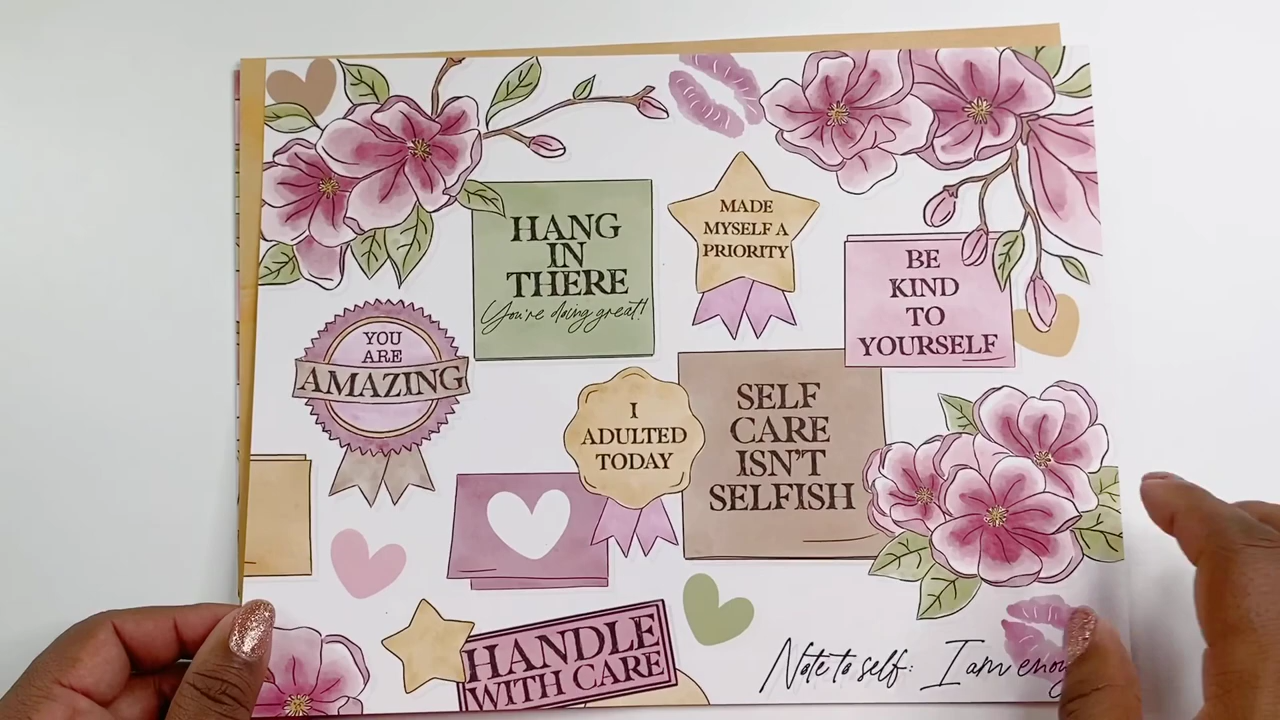 HANG
IN
THERE
You're doing great!
MADE
MYSELF A
PRIORITY
BE
KIND
TO
YOURSELF
YOU
ARE
AMAZING
I
ADULTED
TODAY
SELF
CARE
ISN'T
SELFISH
HANDLE
WITH CARE
Note to self: I am